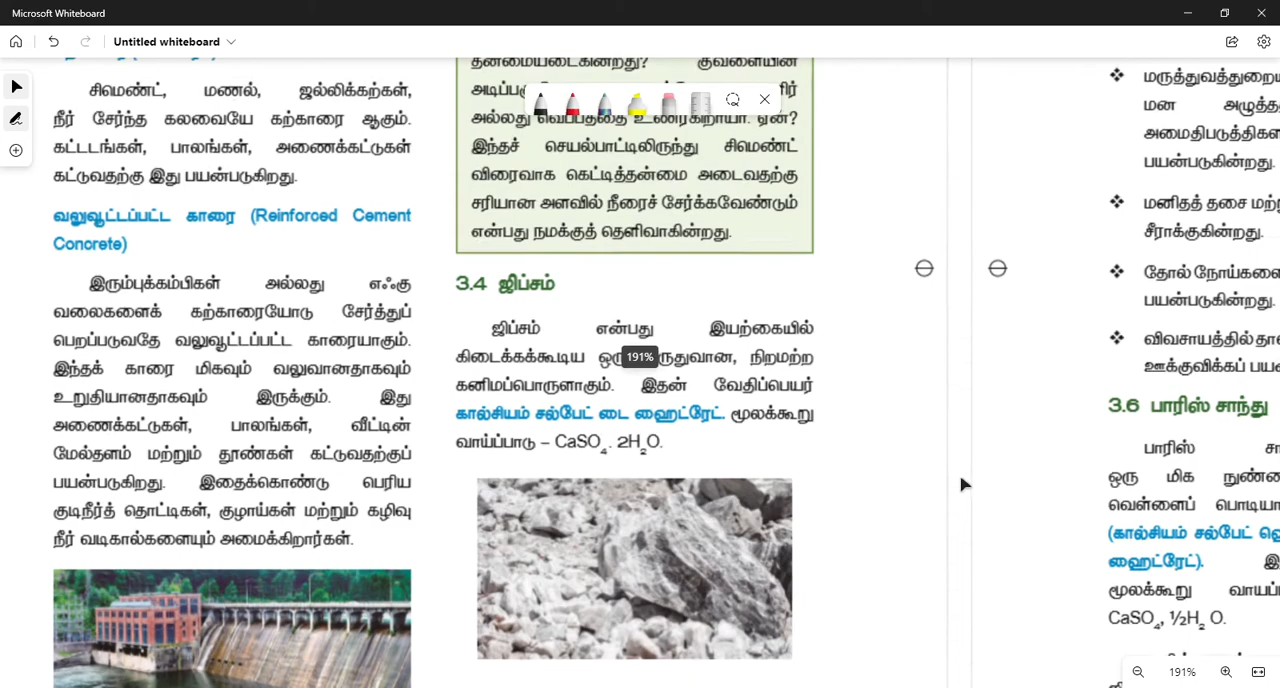 Microsoft Whiteboard
Untitled whiteboard
சிமெண்ட், மணல், ஜல்லிக்கற்கள்,
நீர் சேர்ந்த கலவையே கற்காரை ஆகும்.
கட்டடங்கள், பாலங்கள், அணைக்கட்டுகள்
கட்டுவதற்கு இது பயன்படுகிறது.
வலுவூட்டப்பட்ட காரை (Reinforced Cement
Concrete)
இரும்புக்கம்பிகள் அல்லது எஃகு
வலைகளைக் கற்காரையோடு சேர்த்துப்
பெறப்படுவதே வலுவூட்டப்பட்ட காரையாகும்.
இந்தக் காரை மிகவும் வலுவானதாகவும்
உறுதியானதாகவும் இருக்கும். இது
அணைக்கட்டுகள், பாலங்கள், வீட்டின்
மேல்தளம் மற்றும் தூண்கள் கட்டுவதற்குப்
பயன்படுகிறது. இதைக்கொண்டு பெரிய
குடிநீர்த் தொட்டிகள், குழாய்கள் மற்றும் கழிவு
நீர் வடிகால்களையும் அமைக்கிறார்கள்.
தன்மையடைகின்றது? குவளையின்
அல்லது வெப்பத்தை உணர்கிறாயா. ஏன்?
இந்தச் செயல்பாட்டிலிருந்து சிமெண்ட்
விரைவாக கெட்டித்தன்மை அடைவதற்கு
சரியான அளவில் நீரைச் சேர்க்கவேண்டும்
என்பது நமக்குத் தெளிவாகின்றது.
3.4 ஜிப்சம்
ஜிப்சம் என்பது இயற்கையில்
கிடைக்கக்கூடிய நிறமற்ற
191%
கனிமப்பொருளாகும். இதன் வேதிப்பெயர்
கால்சியம் சல்பேட் டை ஹைட்ரேட். மூலக்கூறு
வாய்ப்பாடு – CaSO₄. 2H₂O.
❖ மருத்துவத்துறைய
மன அழுத்த
அமைதிபடுத்திகள
பயன்படுகின்றது.
❖ மனிதத் தசை மற்ற
சீராக்குகின்றது.
❖ தோல் நோய்களை
பயன்படுகின்றது.
❖ விவசாயத்தில் தா
ஊக்குவிக்கப் பய
3.6 பாரிஸ் சாந்து
பாரிஸ் சா
ஒரு மிக நுண்
வெள்ளைப் பொடியா
(கால்சியம் சல்பேட் ஹெ
ஹைட்ரேட்). இ
மூலக்கூறு வாய்ப
CaSO₄, ½H₂ O.
191%